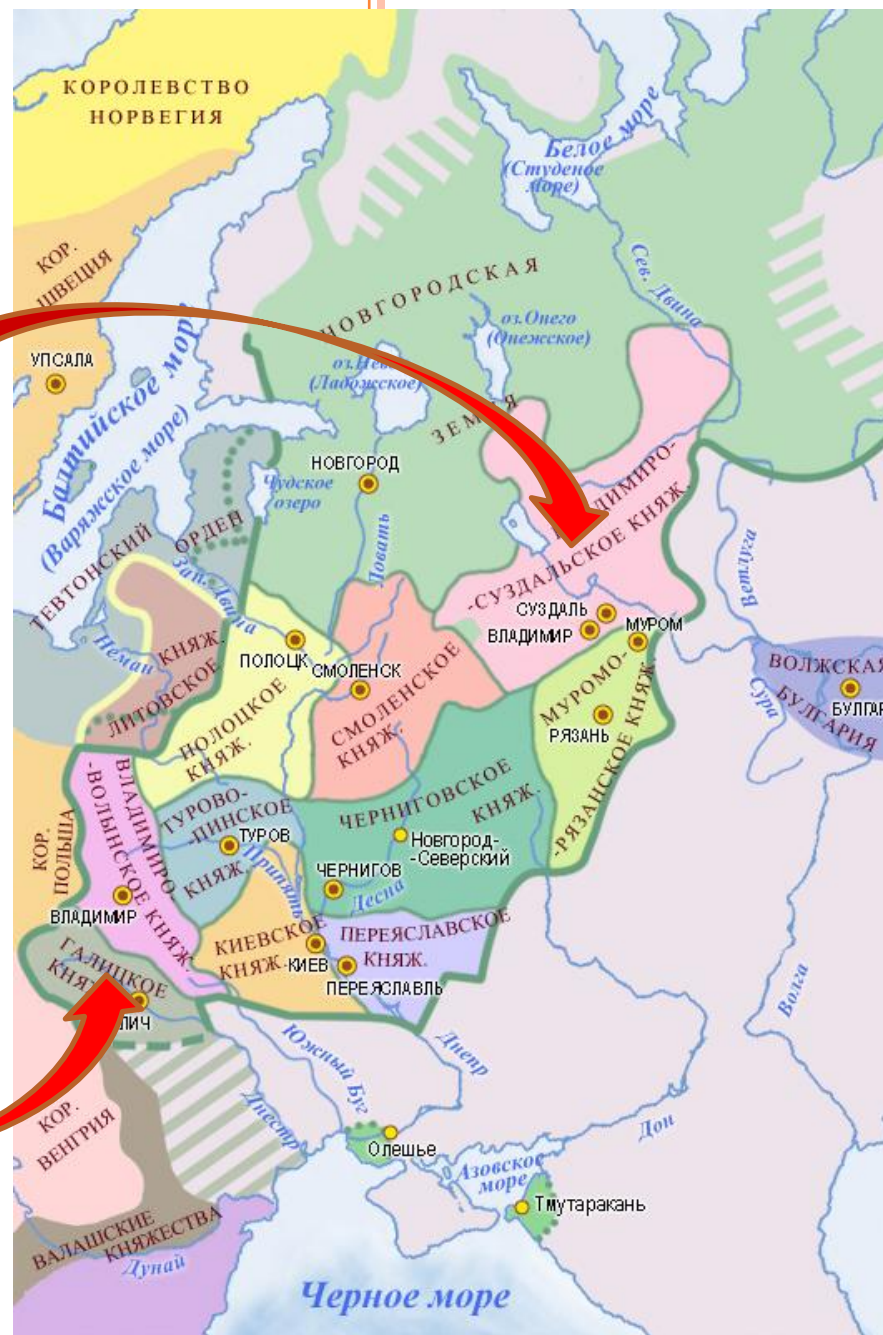 КОРОЛЕВСТВО
НОРВЕГИЯ
Белое море
(Студеное
море)
КОР.
ШВЕЦИЯ
Сев. Двина
НОВГОРОДСКАЯ
ЗЕМЛЯ
оз.Онего
(Онежское)
(Ладожское)
УПСАЛА
Балтийское море
(Варяжское море)
НОВГОРОД
Чудское
озеро
Ловать
-СУЗДАЛЬСКОЕ КНЯЖ.
СУЗДАЛЬ
ВЛАДИМИР
МУРОМ
Ветлуга
ТЕВТОНСКИЙ
ОРДЕН
Зап. Двина
Неман
ЛИТОВСКОЕ
КНЯЖ.
ПОЛОЦК
ПОЛОЦКОЕ
КНЯЖ.
СМОЛЕНСК
СМОЛЕНСКОЕ
КНЯЖ.
МУРОМО-
-РЯЗАНСКОЕ КНЯЖ.
РЯЗАНЬ
Сура
ВОЛЖСКАЯ
БУЛГАРИЯ
БУЛГАР
КОР.
ПОЛЬША
ВЛАДИМИРО-
-ВОЛЫНСКОЕ КНЯЖ.
ВЛАДИМИР
ТУРОВО-
-ПИНСКОЕ
КНЯЖ.
ТУРОВ
Припять
ЧЕРНИГОВСКОЕ
КНЯЖ.
Новгород-
-Северский
ЧЕРНИГОВ
Десна
КИЕВСКОЕ
КНЯЖ.
КИЕВ
ПЕРЕЯСЛАВСКОЕ
КНЯЖ.
ПЕРЕЯСЛАВЛЬ
ГАЛИЦКОЕ
Южный Буг
Днепр
Днестр
Волга
Дон
КОР.
ВЕНГРИЯ
Олешье
Азовское
море
Тмутаракань
ВАЛАШСКИЕ
КНЯЖЕСТВА
Дунай
Черное море